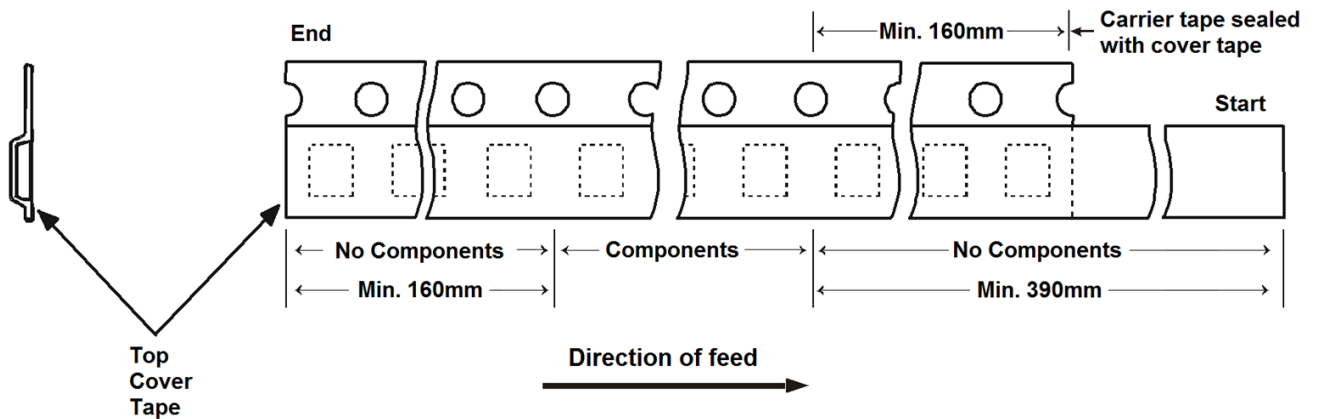 End
Min. 160mm
Carrier tape sealed
with cover tape
Start
No Components
Components
No Components
Min. 160mm
Min. 390mm
Top
Cover
Tape
Direction of feed